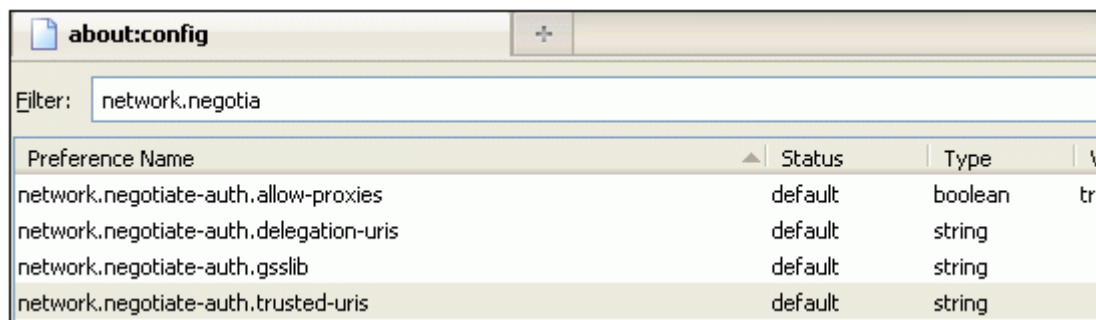 about:config
Filter: network.negotia
Preference Name Status Type
network.negotiate-auth.allow-proxies default boolean tr
network.negotiate-auth.delegation-uris default string
network.negotiate-auth.gsslib default string
network.negotiate-auth.trusted-uris default string